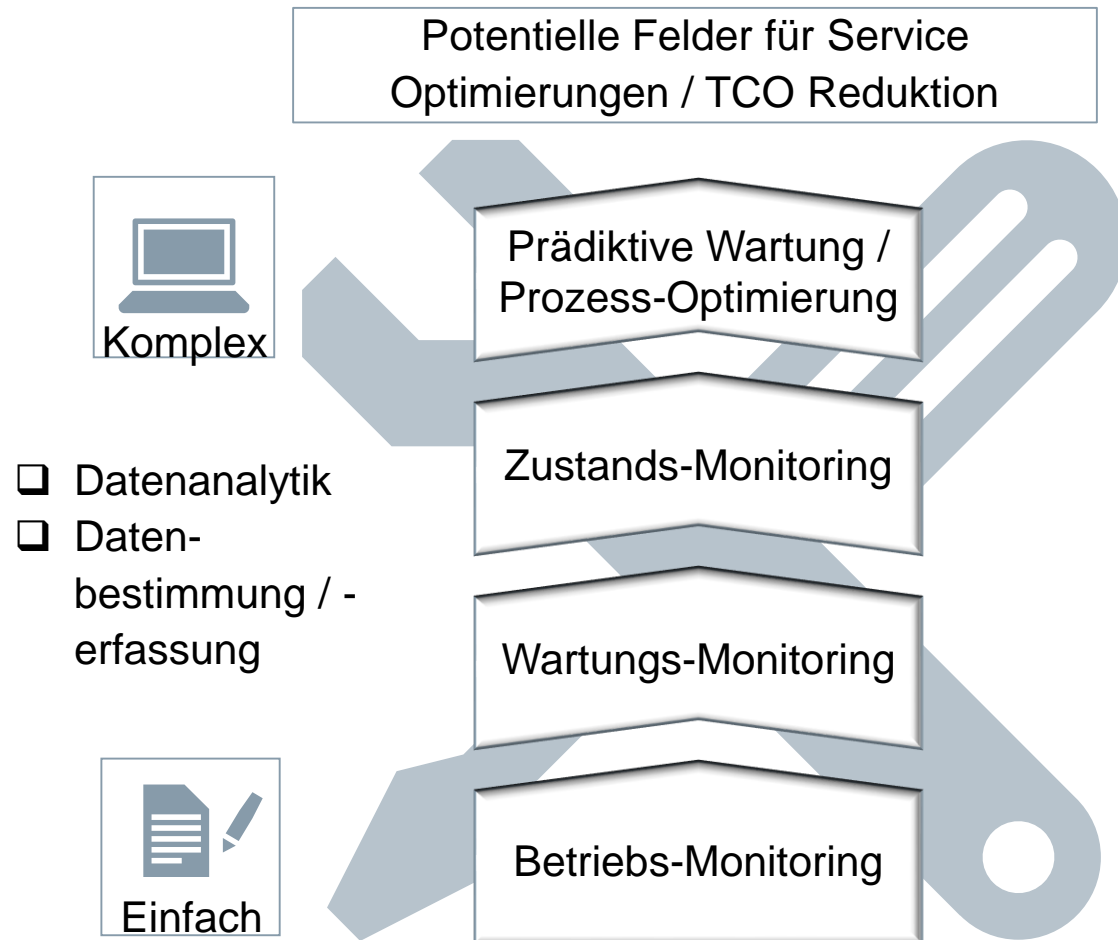 Potentielle Felder für Service
Optimierungen / TCO Reduktion
Komplex
Prädiktive Wartung /
Prozess-Optimierung
Zustands-Monitoring
Datenanalytik
Daten-
bestimmung / -
erfassung
Wartungs-Monitoring
Betriebs-Monitoring
Einfach